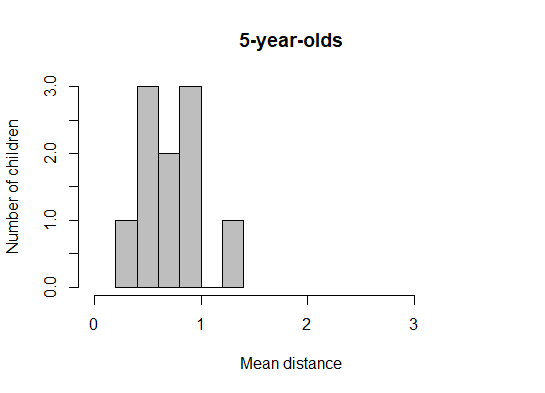 5-year-olds
Number of children
3.0
2.0
1.0
0.0
0 1 2 3
Mean distance